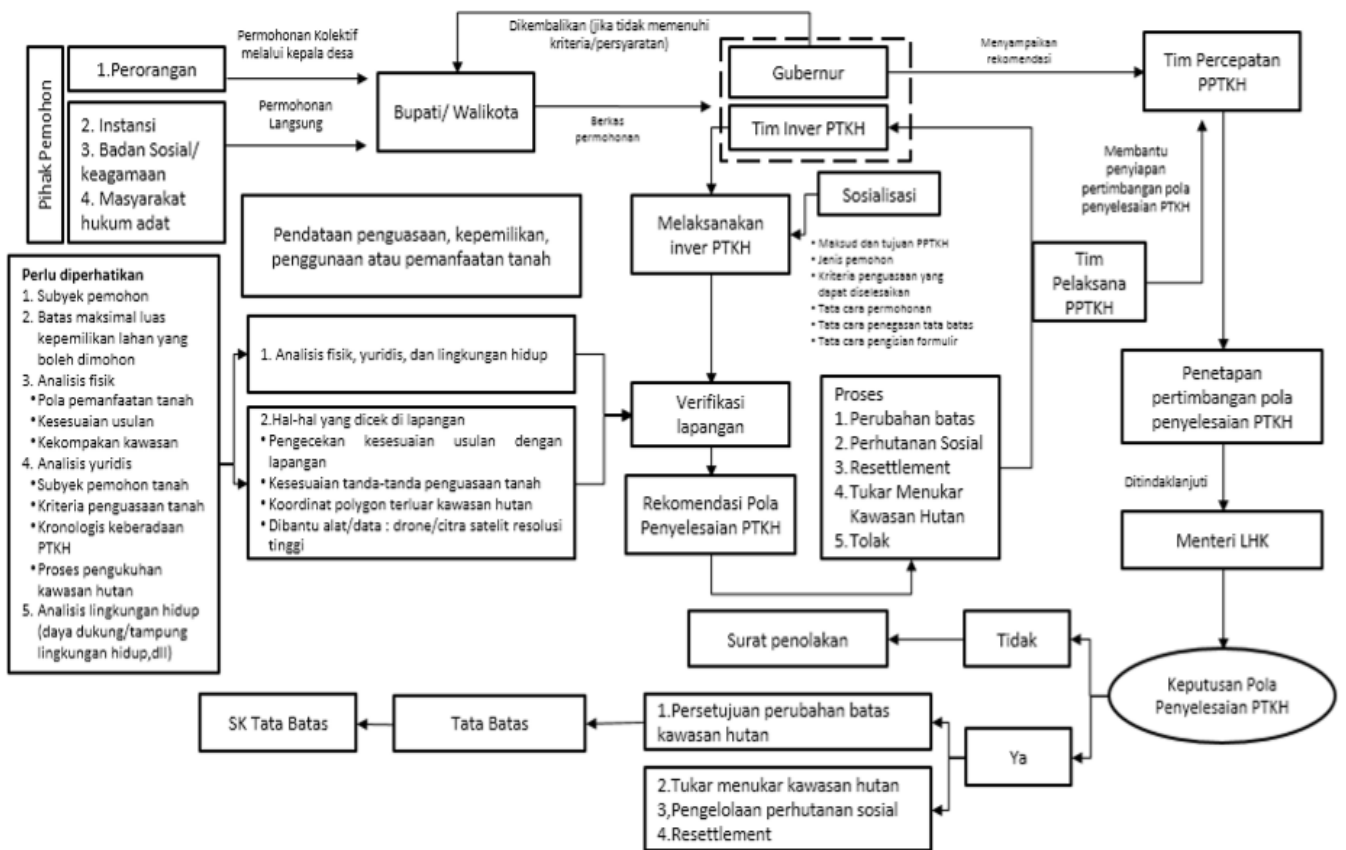 Pihak Pemohon
1.Perorangan
2. Instansi
3. Badan Sosial/
keagamaan
4. Masyarakat
hukum adat
Permohonan Kolektif
melalui kepala desa
Permohonan
Langsung
Bupati/ Walikota
Dikembalikan (jika tidak memenuhi
kriteria/persyaratan)
Berkas
permohonan
Gubernur
Tim Inver PTKH
Menyampaikan
rekomendasi
Tim Percepatan
PPTKH
Membantu
penyiapan
pertimbangan pola
penyelesaian PTKH
Tim
Pelaksana
PPTKH
Sosialisasi
• Maksud dan tujuan PPTKH
• Jenis pemohon
• Kriteria penguasaan yang
dapat diselesaikan
• Tata cara permohonan
• Tata cara penegasan tata batas
• Tata cara pengisian formulir
Melaksanakan
inver PTKH
Pendataan penguasaan, kepemilikan,
penggunaan atau pemanfaatan tanah
Perlu diperhatikan
1. Subyek pemohon
2. Batas maksimal luas
kepemilikan lahan yang
boleh dimohon
3. Analisis fisik
•Pola pemanfaatan tanah
•Kesesuaian usulan
•Kekompakan kawasan
4. Analisis yuridis
•Subyek pemohon tanah
•Kriteria penguasaan tanah
•Kronologis keberadaan
PTKH
•Proses pengukuhan
kawasan hutan
5. Analisis lingkungan hidup
(daya dukung/tampung
lingkungan hidup,dll)
1. Analisis fisik, yuridis, dan lingkungan hidup
2.Hal-hal yang dicek di lapangan
• Pengecekan kesesuaian usulan dengan
lapangan
• Kesesuaian tanda-tanda penguasaan tanah
• Koordinat polygon terluar kawasan hutan
• Dibantu alat/data : drone/citra satelit resolusi
tinggi
Verifikasi
lapangan
Rekomendasi Pola
Penyelesaian PTKH
Proses
1.Perubahan batas
2.Perhutanan Sosial
3.Resettlement
4.Tukar Menukar
Kawasan Hutan
5.Tolak
Penetapan
pertimbangan pola
penyelesaian PTKH
Ditindaklanjuti
Menteri LHK
Keputusan Pola
Penyelesaian PTKH
Tidak
Surat penolakan
Ya
1.Persetujuan perubahan batas
kawasan hutan
2.Tukar menukar kawasan hutan
3,Pengelolaan perhutanan sosial
4.Resettlement
Tata Batas
SK Tata Batas